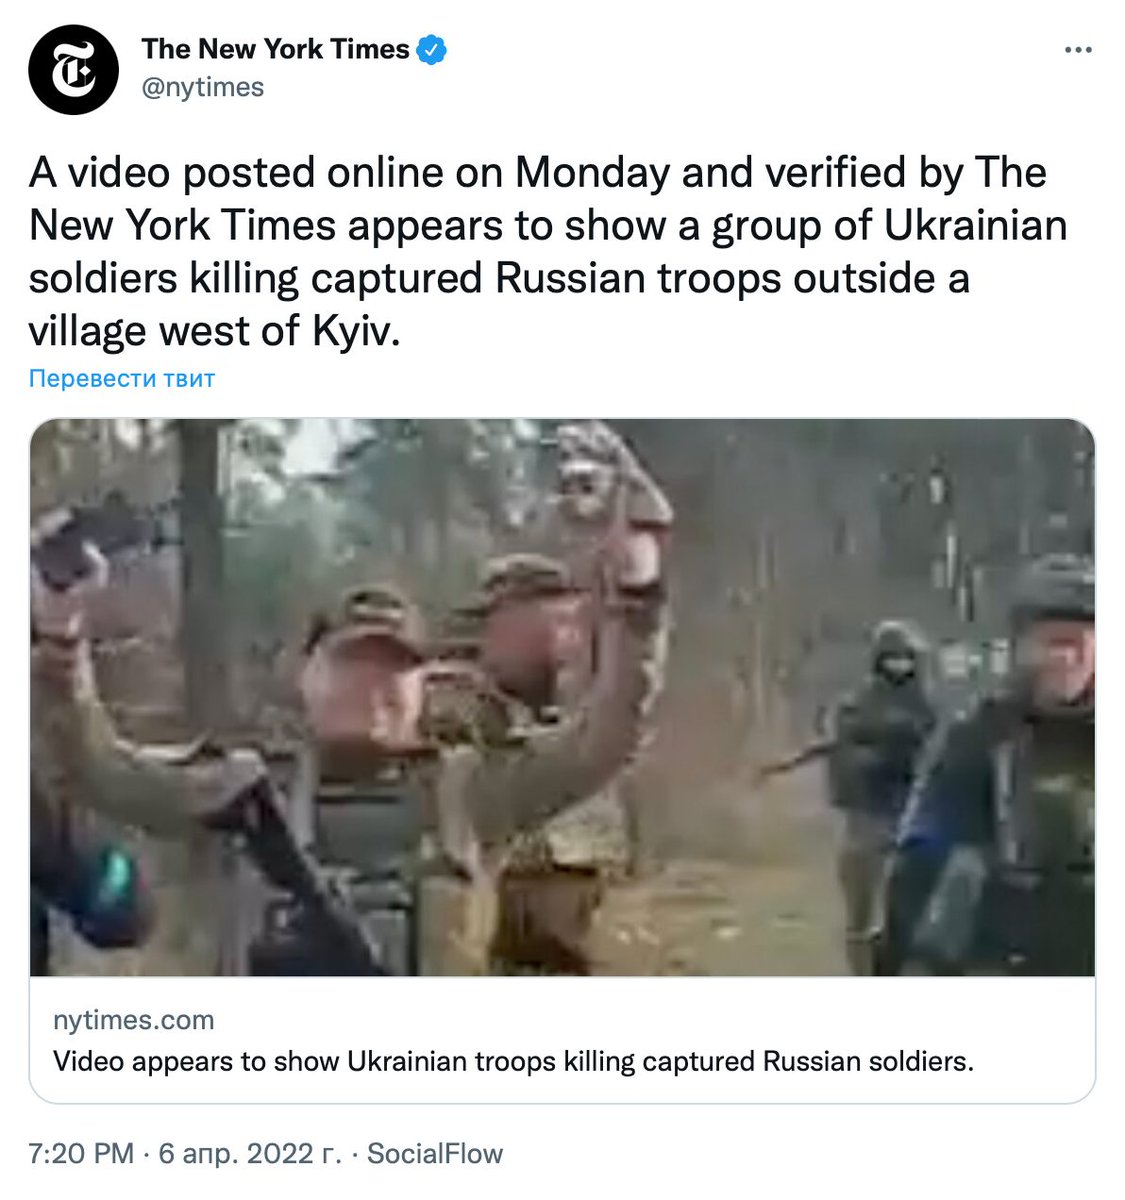 The New York Times
@nytimes
A video posted online on Monday and verified by The
New York Times appears to show a group of Ukrainian
soldiers killing captured Russian troops outside a
village west of Kyiv.
Перевести твит
nytimes.com
Video appears to show Ukrainian troops killing captured Russian soldiers.
7:20 PM · 6 апр. 2022 г. · SocialFlow